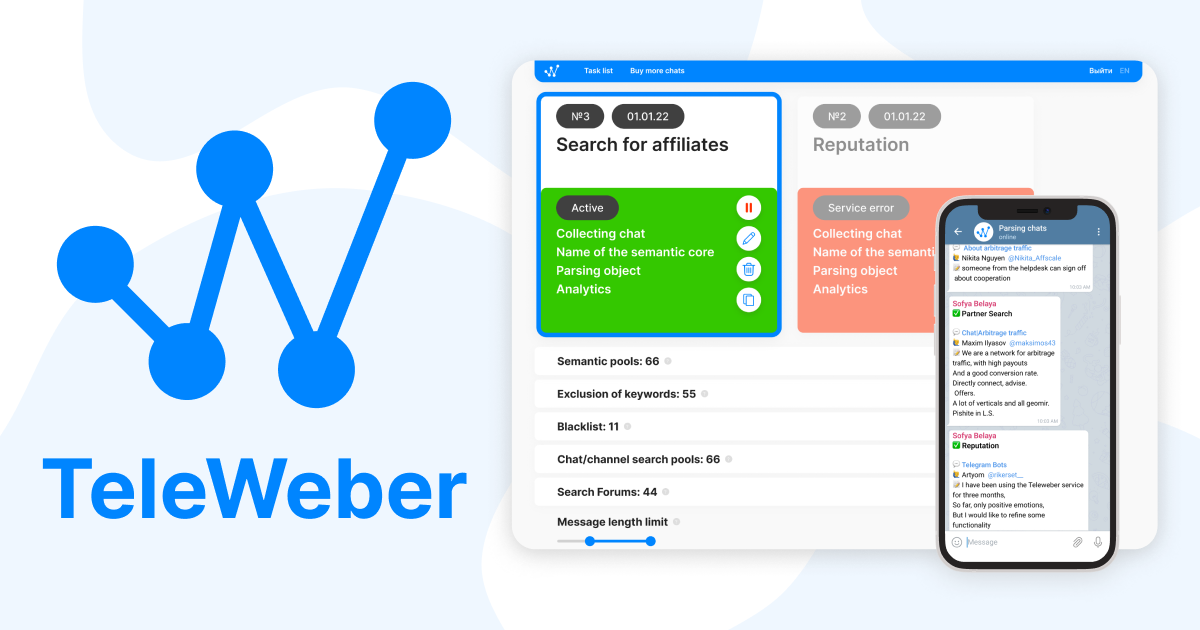 TeleWeber
Task list
Buy more chats
Выйти
EN
№3
01.01.22
Search for affiliates
Active
Collecting chat
Name of the semantic core
Parsing object
Analytics
№2
01.01.22
Reputation
Service error
Collecting chat
Name of the semanti
Parsing object
Analytics
Semantic pools: 66
Exclusion of keywords: 55
Blacklist: 11
Chat/channel search pools: 66
Search Forums: 44
Message length limit
Parsing chats
online
About arbitrage traffic
Nikita Nguyen @Nikita_Affscale
someone from the helpdesk can sign off
about cooperation
10:03 AM
Sofya Belaya
Partner Search
Chat|Arbitrage traffic
Maxim Ilyasov @maksimos43
We are a network for arbitrage
traffic, with high payouts
And a good conversion rate.
Directly connect, advise.
Offers.
A lot of verticals and all geomir.
Pishite in L.S.
10:03 AM
Sofya Belaya
Reputation
Telegram Bots
Artyom @rikeraet__
I have been using the Teleweber service
for three months,
So far, only positive emotions,
But I would like to refine some
functionality
Message